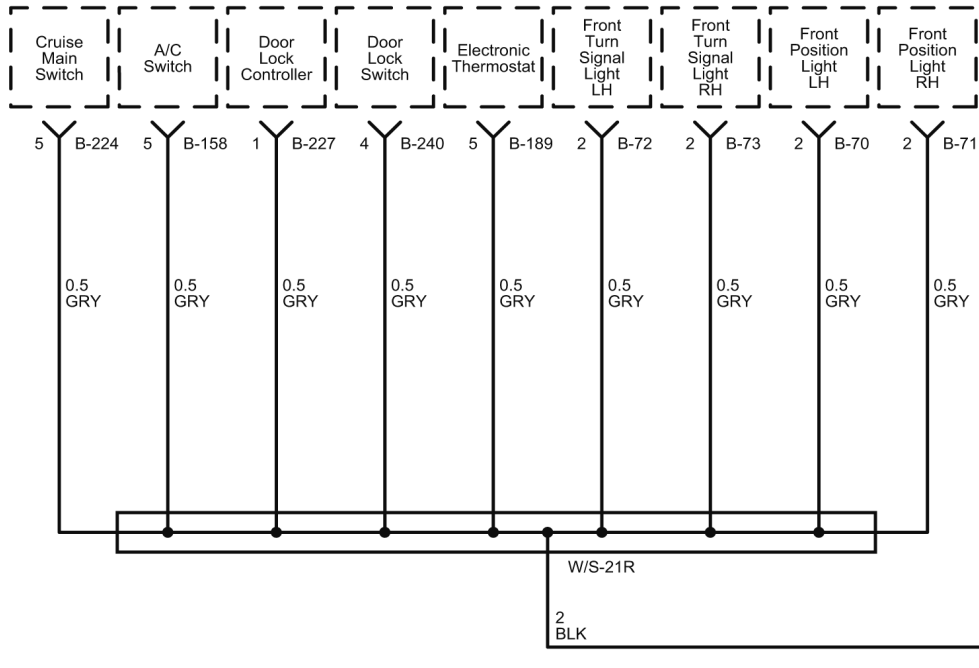 Cruise
Main
Switch
A/C
Switch
Door
Lock
Controller
Door
Lock
Switch
Electronic
Thermostat
Front
Turn
Signal
Light
LH
Front
Turn
Signal
Light
RH
Front
Position
Light
LH
Front
Position
Light
RH
5 B-224
5 B-158
1 B-227
4 B-240
5 B-189
2 B-72
2 B-73
2 B-70
2 B-71
0.5
GRY
0.5
GRY
0.5
GRY
0.5
GRY
0.5
GRY
0.5
GRY
0.5
GRY
0.5
GRY
0.5
GRY
W/S-21R
2
BLK